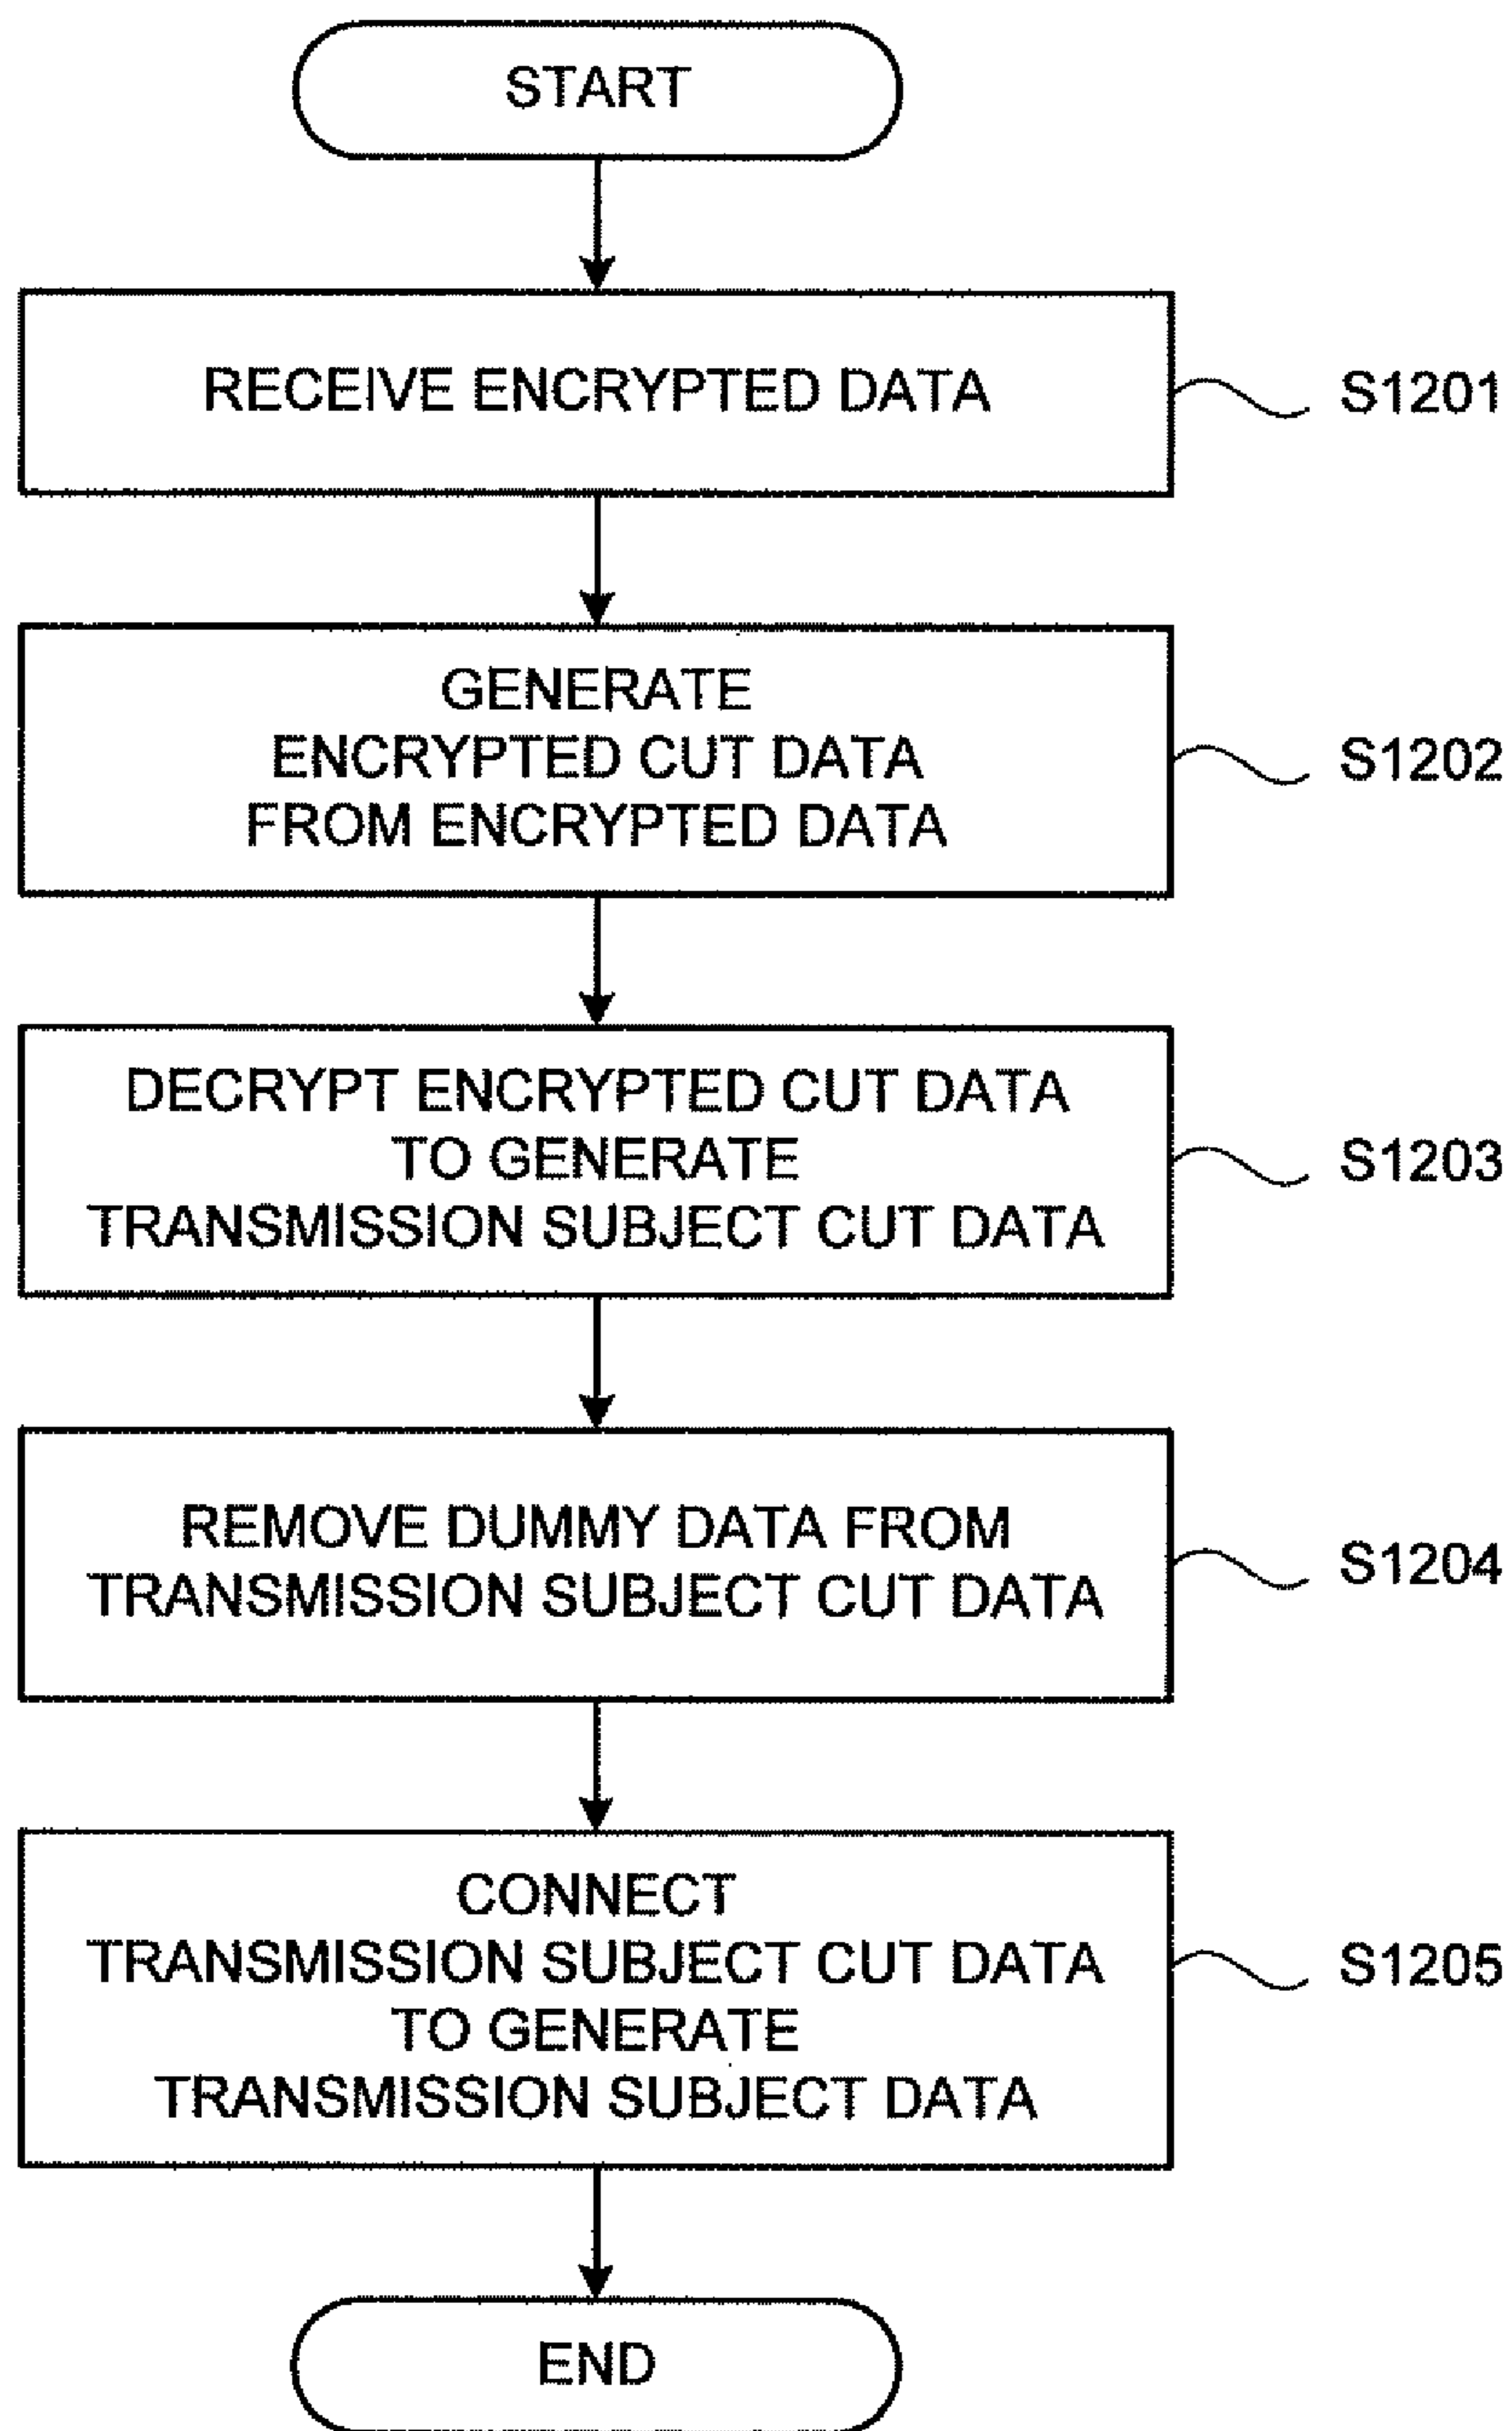 START
RECEIVE ENCRYPTED DATA
S1201
GENERATE
ENCRYPTED CUT DATA
FROM ENCRYPTED DATA
S1202
DECRYPT ENCRYPTED CUT DATA
TO GENERATE
TRANSMISSION SUBJECT CUT DATA
S1203
REMOVE DUMMY DATA FROM
TRANSMISSION SUBJECT CUT DATA
S1204
CONNECT
TRANSMISSION SUBJECT CUT DATA
TO GENERATE
TRANSMISSION SUBJECT DATA
S1205
END